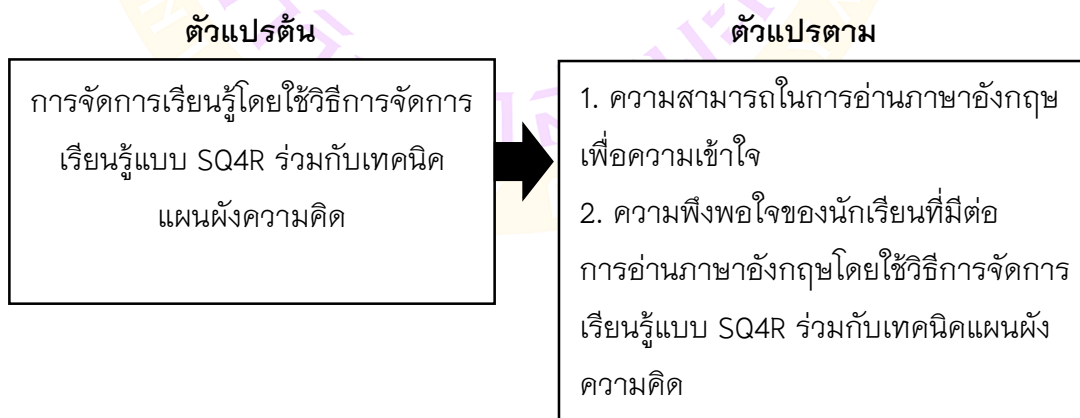 ตัวแปรต้น
การจัดการเรียนรู้โดยใช้วิธีการจัดการ
เรียนรู้แบบ SQ4R ร่วมกับเทคนิค
แผนผังความคิด
ตัวแปรตาม
1. ความสามารถในการอ่านภาษาอังกฤษ
เพื่อความเข้าใจ
2. ความพึงพอใจของนักเรียนที่มีต่อ
การอ่านภาษาอังกฤษโดยใช้วิธีการจัดการ
เรียนรู้แบบ SQ4R ร่วมกับเทคนิคแผนผัง
ความคิด